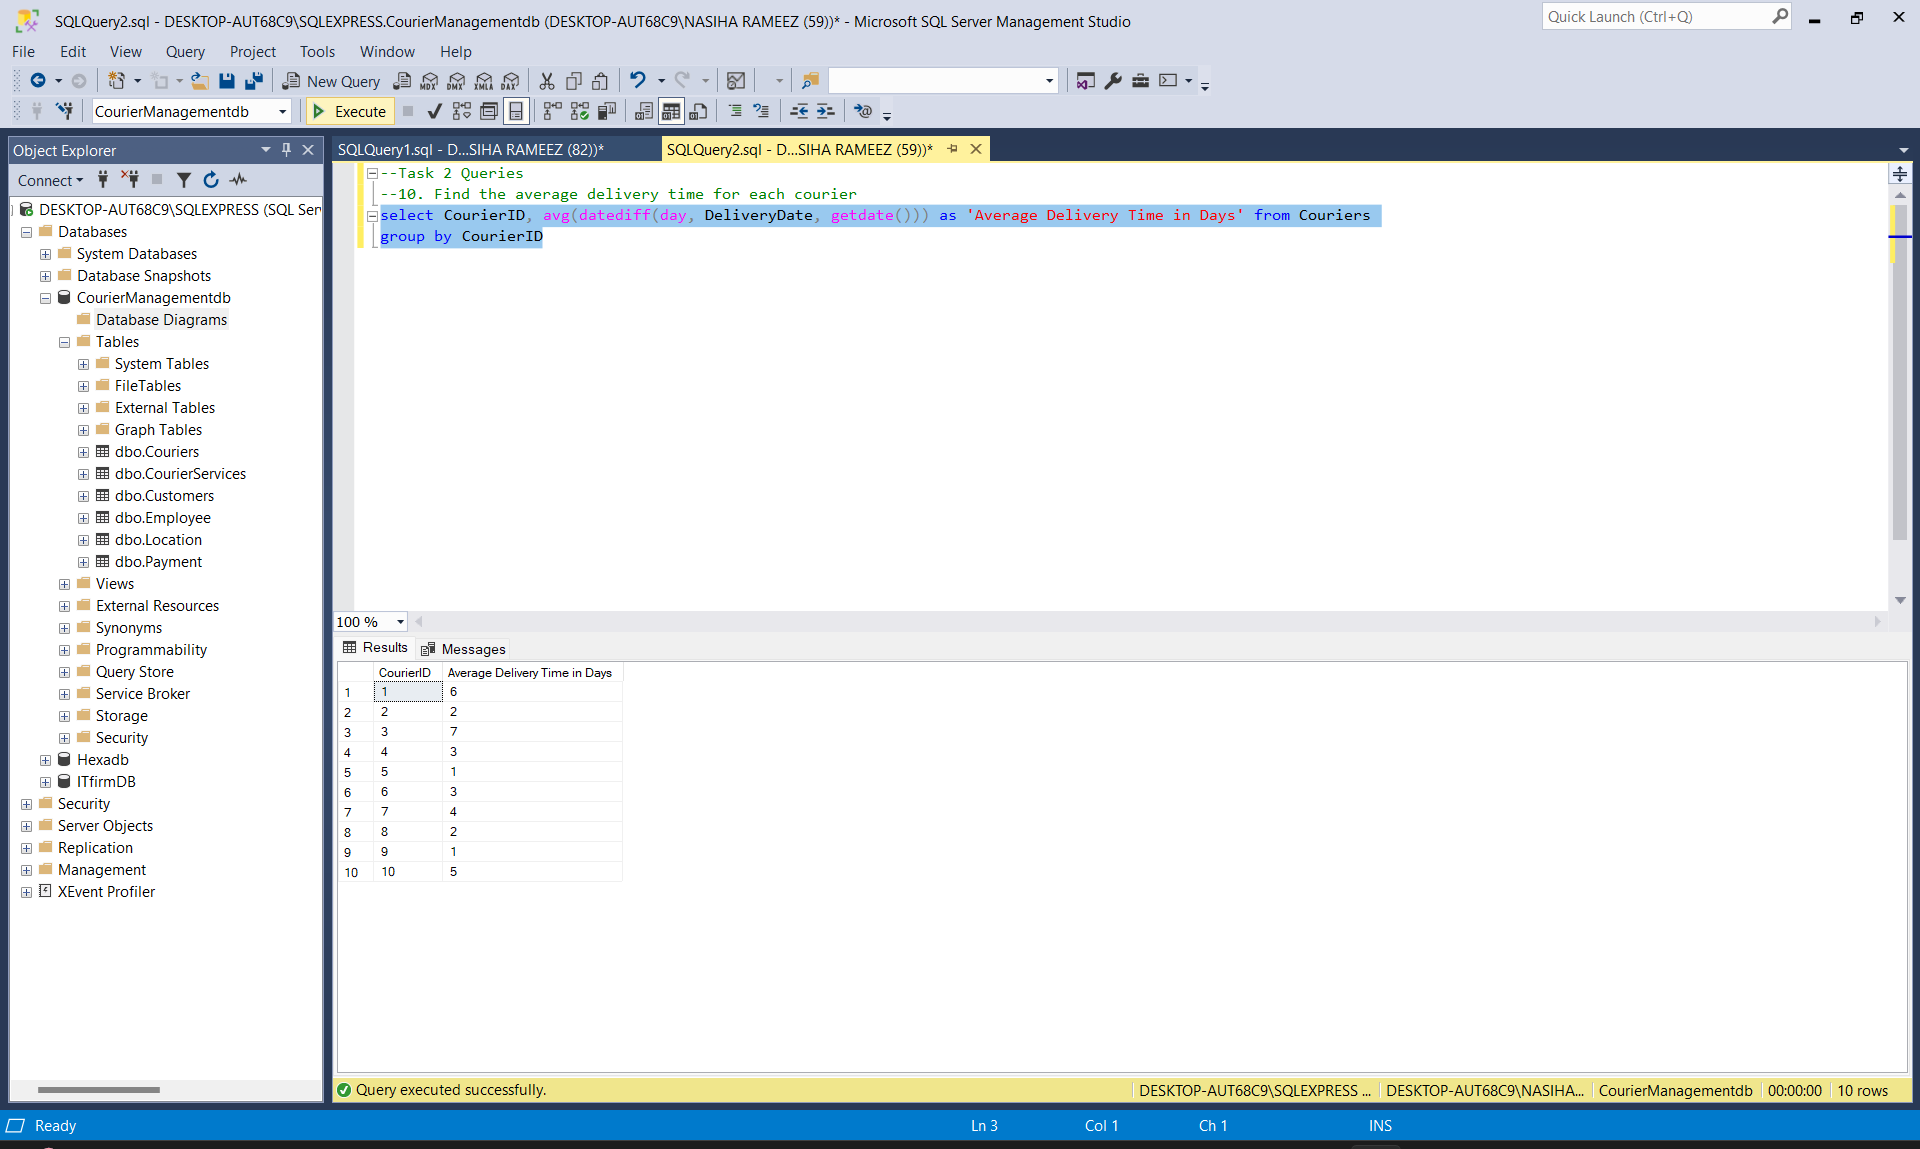 SQLQuery2.sql - DESKTOP-AUT68C9\SQLEXPRESS.CourierManagementdb (DESKTOP-AUT68C9\NASIHA RAMEEZ (59))* - Microsoft SQL Server Management Studio
Quick Launch (Ctrl+Q)
File Edit View Query Project Tools Window Help
New Query MDX DMX XMLA DAX
CourierManagementdb Execute
Object Explorer
Connect
DESKTOP-AUT68C9\SQLEXPRESS (SQL Ser
Databases
System Databases
Database Snapshots
CourierManagementdb
Database Diagrams
Tables
System Tables
FileTables
External Tables
Graph Tables
dbo.Couriers
dbo.CourierServices
dbo.Customers
dbo.Employee
dbo.Location
dbo.Payment
Views
External Resources
Synonyms
Programmability
Query Store
Service Broker
Storage
Security
Hexadb
ITfirmDB
Security
Server Objects
Replication
Management
XEvent Profiler
SQLQuery1.sql - D...SIHA RAMEEZ (82))* SQLQuery2.sql - D...SIHA RAMEEZ (59))*
--Task 2 Queries
--10. Find the average delivery time for each courier
select CourierID, avg(datediff(day, DeliveryDate, getdate())) as 'Average Delivery Time in Days' from Couriers
group by CourierID
100 %
Results Messages
CourierID Average Delivery Time in Days
1 1 6
2 2 2
3 3 7
4 4 3
5 5 1
6 6 3
7 7 4
8 8 2
9 9 1
10 10 5
Query executed successfully. DESKTOP-AUT68C9\SQLEXPRESS ... DESKTOP-AUT68C9\NASIHA... CourierManagementdb 00:00:00 10 rows
Ready Ln 3 Col 1 Ch 1 INS